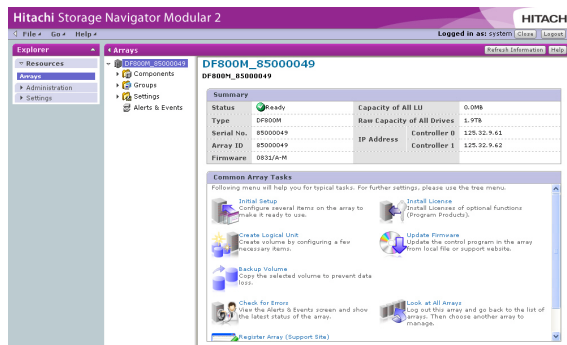 Hitachi Storage Navigator Modular 2
HITACH
File Go Help
Logged in as: system Close Logout
Explorer
Arrays
Refresh Information Help
Resources
Arrays
Administration
Settings
DF800M_85000049
Components
Groups
Settings
Alerts & Events
DF800M_85000049
DF800M_85000049
Summary
Status Ready Capacity of All LU 0.0MB
Type DF800M Raw Capacity of All Drives 1.9TB
Serial No. 85000049 IP Address Controller 0 125.32.9.61
Array ID 85000049 Controller 1 125.32.9.62
Firmware 0831/A-M
Common Array Tasks
Following menu will help you for typical tasks. For further settings, please use the tree menu.
Initial Setup
Configure several items on the array to
make it ready to use.
Install License
Install Licenses of optional functions
(Program Products).
Create Logical Unit
Create volume by configuring a few
necessary items.
Update Firmware
Update the control program in the array
from local file or support website.
Backup Volume
Copy the selected volume to prevent data
loss.
Check for Errors
View the Alerts & Events screen and show
the latest status of the array.
Look at All Arrays
Log out this array and go back to the list of
arrays. Then choose another array to
manage.
Register Array (Support Site)